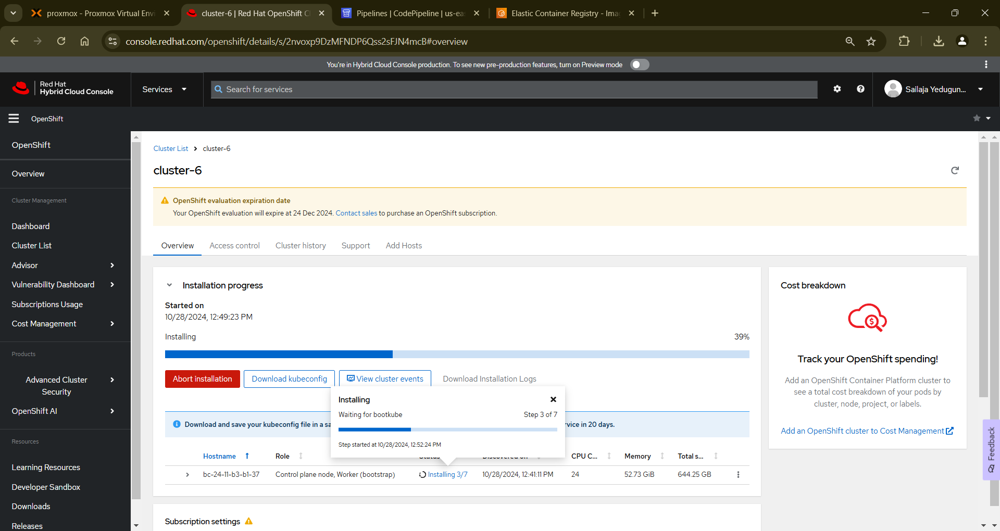 proxmox - Proxmox Virtual Envi
cluster-6 | Red Hat OpenShift C
Pipelines | CodePipeline | us-ea
Elastic Container Registry - Ima
console.redhat.com/openshift/details/s/2nvoxp9DzMFNDP6Qss2sFJN4mcB#overview
You're in Hybrid Cloud Console production. To see new pre-production features, turn on Preview mode
Red Hat
Hybrid Cloud Console
Services
Search for services
Sailaja Yedugun...
OpenShift
OpenShift
Overview
Cluster Management
Dashboard
Cluster List
Advisor
Vulnerability Dashboard
Subscriptions Usage
Cost Management
Products
Advanced Cluster
Security
OpenShift AI
Resources
Learning Resources
Developer Sandbox
Downloads
Releases
Cluster List > cluster-6
cluster-6
OpenShift evaluation expiration date
Your OpenShift evaluation will expire at 24 Dec 2024. Contact sales to purchase an OpenShift subscription.
Overview Access control Cluster history Support Add Hosts
Installation progress
Started on
10/28/2024, 12:49:23 PM
Installing 39%
Abort installation Download kubeconfig View cluster events Download Installation Logs
Installing
Waiting for bootkube Step 3 of 7
Step started at 10/28/2024, 12:52:24 PM
Download and save your kubeconfig file in a sa
rvice in 20 days.
Hostname Role Status Discovered on CPU C... Memory Total s...
bc-24-11-b3-b1-37 Control plane node, Worker (bootstrap) Installing 3/7 10/28/2024, 12:41:11 PM 24 52.73 GiB 644.25 GB
Subscription settings
Cost breakdown
Track your OpenShift spending!
Add an OpenShift Container Platform cluster to
see a total cost breakdown of your pods by
cluster, node, project, or labels.
Add an OpenShift cluster to Cost Management
Feedback